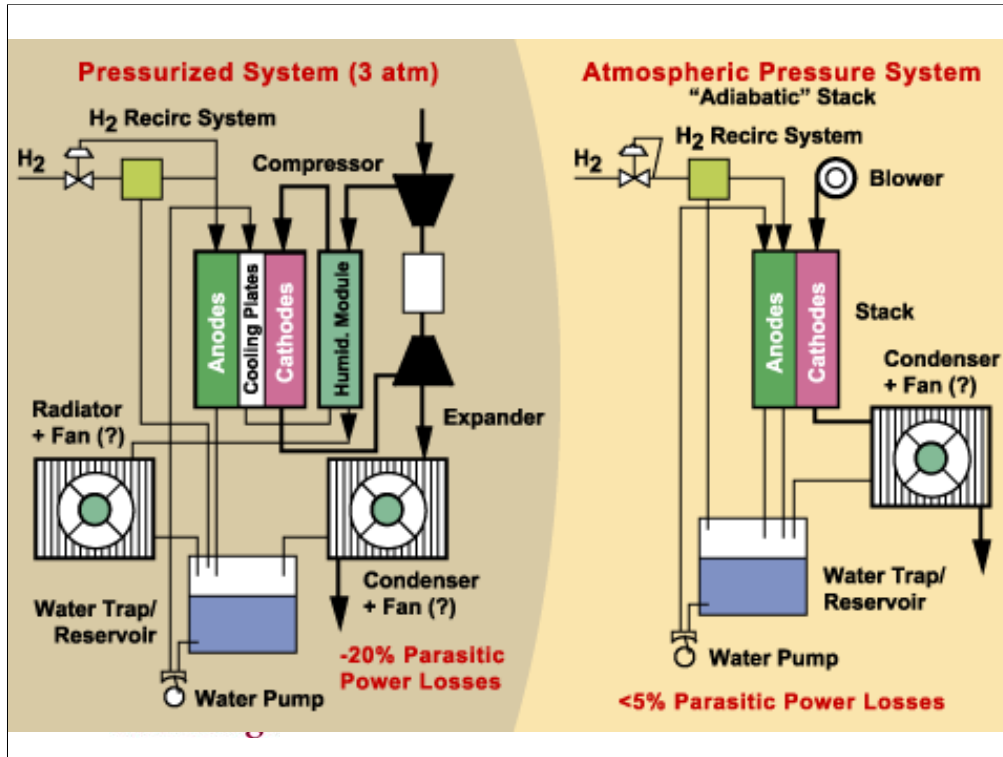 Pressurized System (3 atm)
H2 Recirc System
H2
Compressor
Anodes
Cooling Plates
Cathodes
Humid. Module
Radiator
+ Fan (?)
Expander
Water Trap/
Reservoir
Condenser
+ Fan (?)
-20% Parasitic
Power Losses
Water Pump
Atmospheric Pressure System
“Adiabatic” Stack
H2 Recirc System
H2
Blower
Anodes
Cathodes
Stack
Condenser
+ Fan (?)
Water Trap/
Reservoir
Water Pump
<5% Parasitic Power Losses